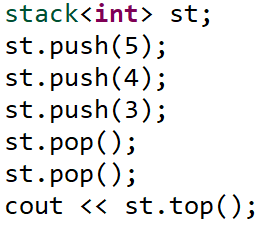 stack<int> st;
st.push(5);
st.push(4);
st.push(3);
st.pop();
st.pop();
cout << st.top();